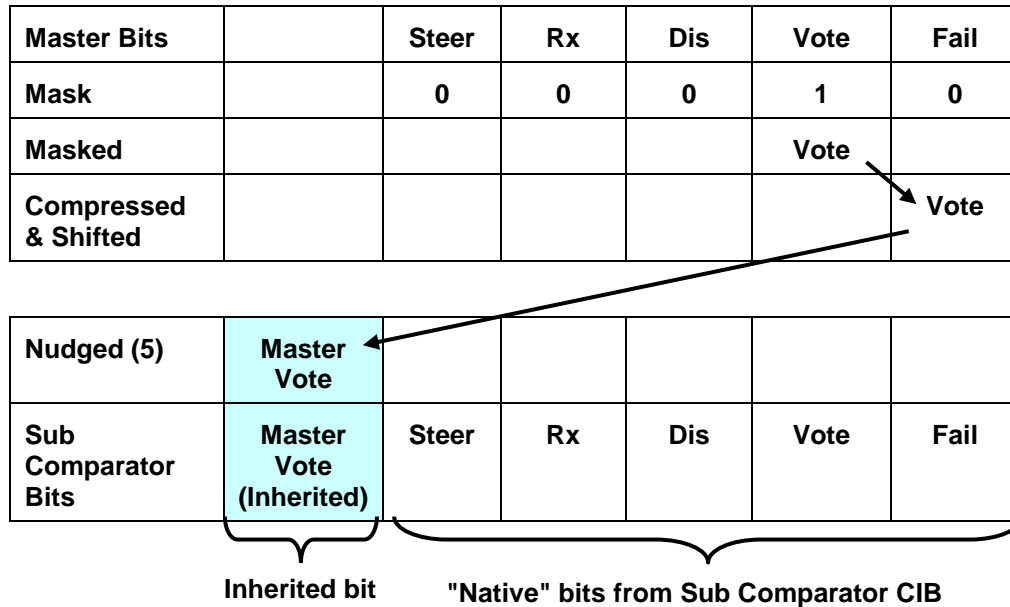 Master Bits Steer Rx Dis Vote Fail
Mask 0 0 0 1 0
Masked Vote
Compressed Vote
& Shifted
Nudged (5) Master
Vote
Sub Master Steer Rx Dis Vote Fail
Comparator Vote
Bits (Inherited)
Inherited bit "Native" bits from Sub Comparator CIB